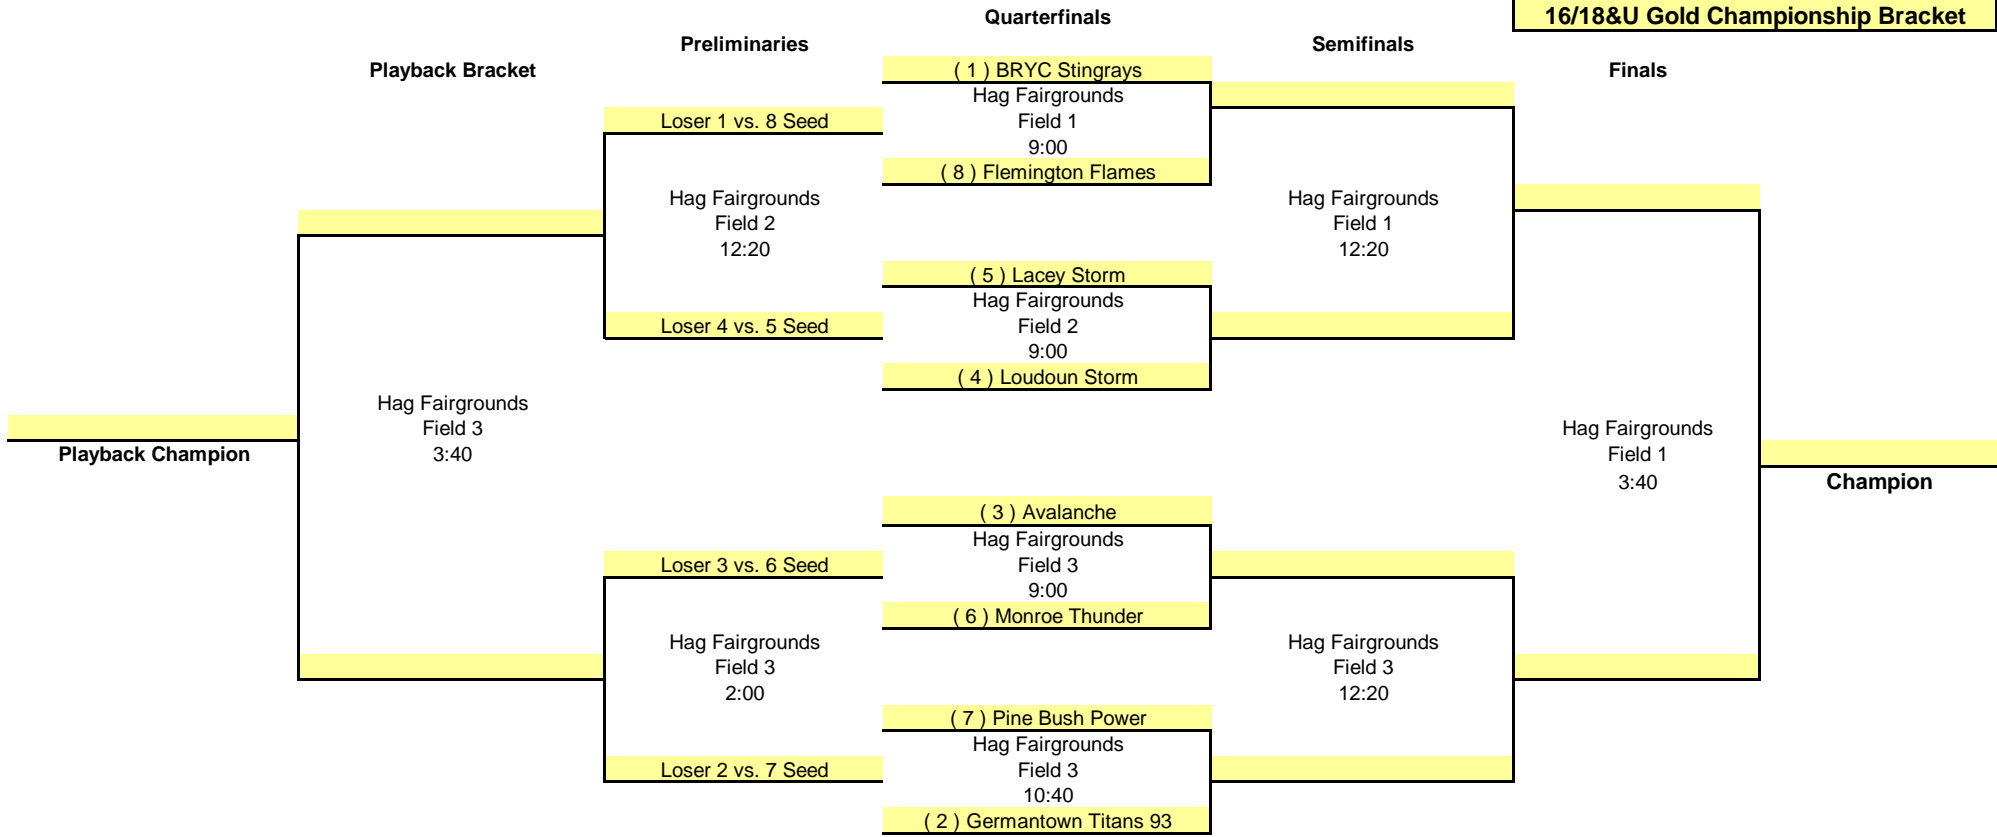 16/18&U Gold Championship Bracket
Quarterfinals
Preliminaries
Semifinals
Playback Bracket
Finals
( 1 ) BRYC Stingrays
Hag Fairgrounds
Field 1
9:00
( 8 ) Flemington Flames
Loser 1 vs. 8 Seed
Hag Fairgrounds
Field 2
12:20
Loser 4 vs. 5 Seed
Hag Fairgrounds
Field 1
12:20
( 5 ) Lacey Storm
Hag Fairgrounds
Field 2
9:00
( 4 ) Loudoun Storm
Hag Fairgrounds
Field 3
3:40
Playback Champion
Hag Fairgrounds
Field 1
3:40
Champion
( 3 ) Avalanche
Hag Fairgrounds
Field 3
9:00
( 6 ) Monroe Thunder
Loser 3 vs. 6 Seed
Hag Fairgrounds
Field 3
2:00
Loser 2 vs. 7 Seed
Hag Fairgrounds
Field 3
12:20
( 7 ) Pine Bush Power
Hag Fairgrounds
Field 3
10:40
( 2 ) Germantown Titans 93